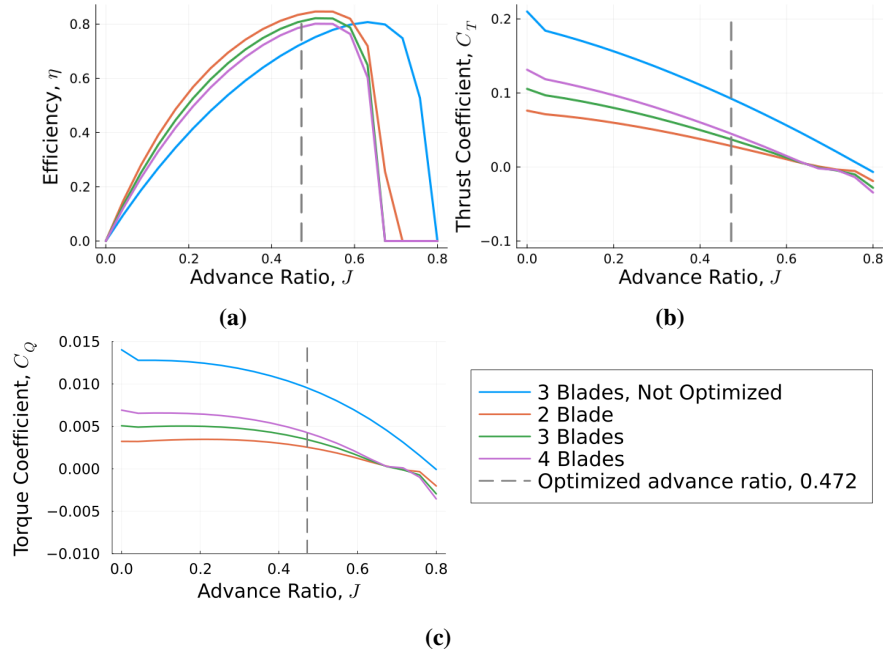 Efficiency, η
0.8
0.6
0.4
0.2
0.0
0.0 0.2 0.4 0.6 0.8
Advance Ratio, J
(a)
Thrust Coefficient, C_T
0.2
0.1
0.0
−0.1
0.0 0.2 0.4 0.6 0.8
Advance Ratio, J
(b)
Torque Coefficient, C_Q
0.015
0.010
0.005
0.000
−0.005
−0.010
0.0 0.2 0.4 0.6 0.8
Advance Ratio, J
(c)
3 Blades, Not Optimized
2 Blade
3 Blades
4 Blades
Optimized advance ratio, 0.472